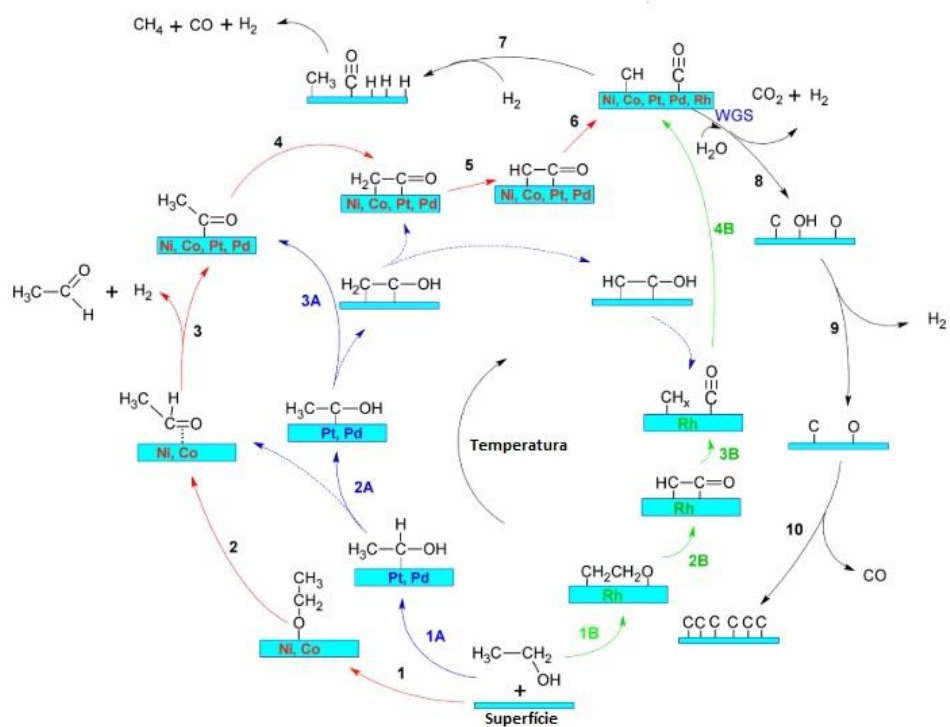 CH4 + CO + H2
7
CH3
O
C
H H H
H2
CH
O
C
Ni, Co, Pt, Pd, Rh
WGS
CO2 + H2
H2O
8
4
5
6
H2C—C=O
Ni, Co, Pt, Pd
HC—C=O
Ni, Co, Pt, Pd
H3C
C=O
Ni, Co, Pt, Pd
4B
C OH O
H3C—C
O
H
+ H2
3
3A
H2C—C—OH
HC—C—OH
9
H2
H3C
H
C=O
Ni, Co
H3C—C—OH
Pt, Pd
Temperatura
O
C
CHx
Rh
3B
C O
2A
HC—C=O
Rh
10
2
H
H3C—C—OH
Pt, Pd
2B
CH2CH2O
Rh
CO
CH3
CH2
O
Ni, Co
1A
1B
CCC CCC
1
H3C—CH2
OH
+
Superfície